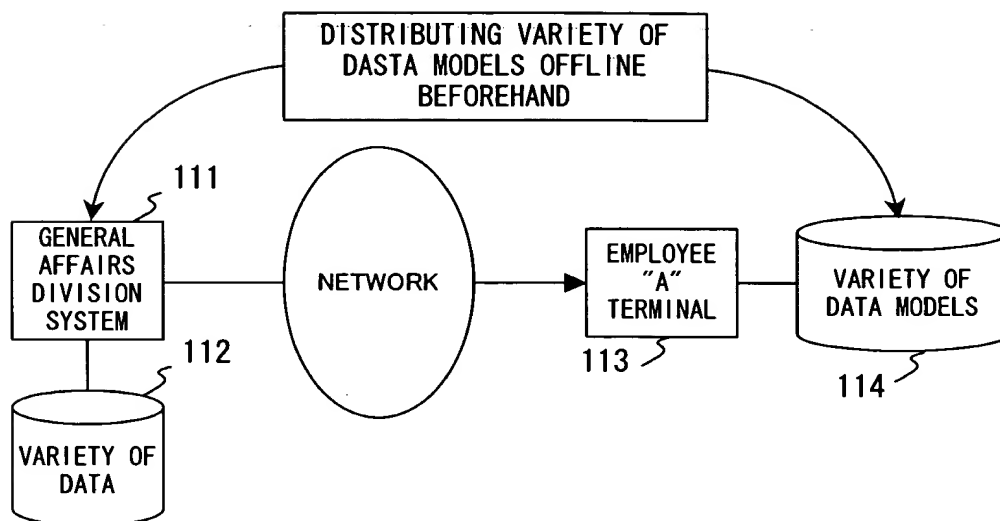 DISTRIBUTING VARIETY OF
DASTA MODELS OFFLINE
BEFOREHAND
111
GENERAL
AFFAIRS
DIVISION
SYSTEM
NETWORK
EMPLOYEE
"A"
TERMINAL
VARIETY OF
DATA MODELS
112
113
114
VARIETY OF
DATA